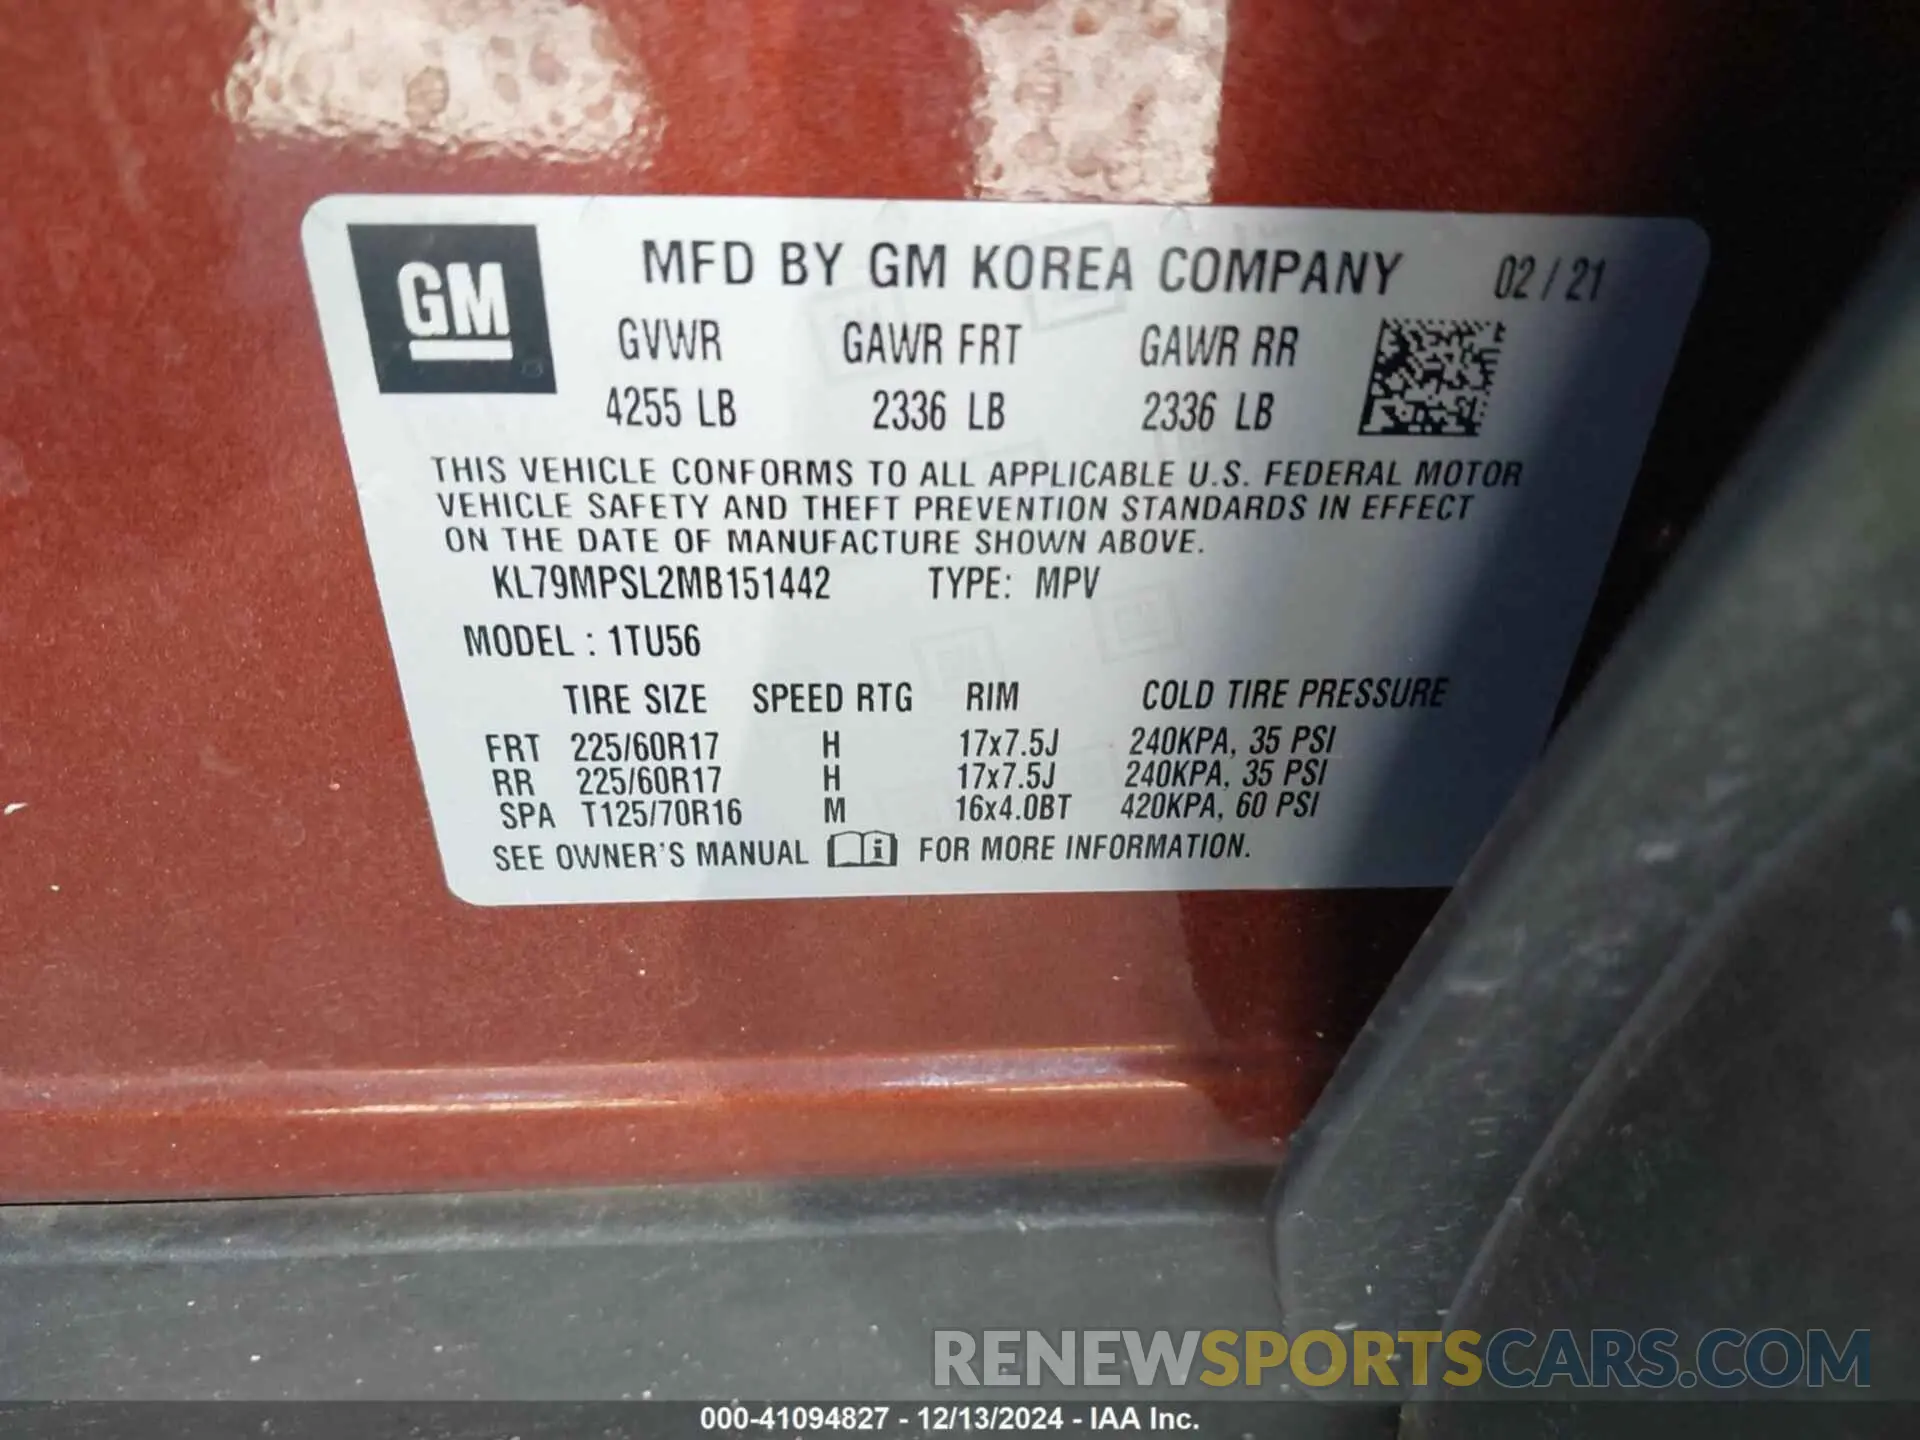 GM
MFD BY GM KOREA COMPANY 02 / 21
GVWR GAWR FRT GAWR RR
4255 LB 2336 LB 2336 LB
THIS VEHICLE CONFORMS TO ALL APPLICABLE U.S. FEDERAL MOTOR
VEHICLE SAFETY AND THEFT PREVENTION STANDARDS IN EFFECT
ON THE DATE OF MANUFACTURE SHOWN ABOVE.
KL79MPSL2MB151442 TYPE: MPV
MODEL : 1TU56
TIRE SIZE SPEED RTG RIM COLD TIRE PRESSURE
FRT 225/60R17 H 17x7.5J 240KPA, 35 PSI
RR 225/60R17 H 17x7.5J 240KPA, 35 PSI
SPA T125/70R16 M 16x4.0BT 420KPA, 60 PSI
SEE OWNER'S MANUAL i FOR MORE INFORMATION.
RENEWSPORTSCARS.COM
000-41094827 - 12/13/2024 - IAA Inc.